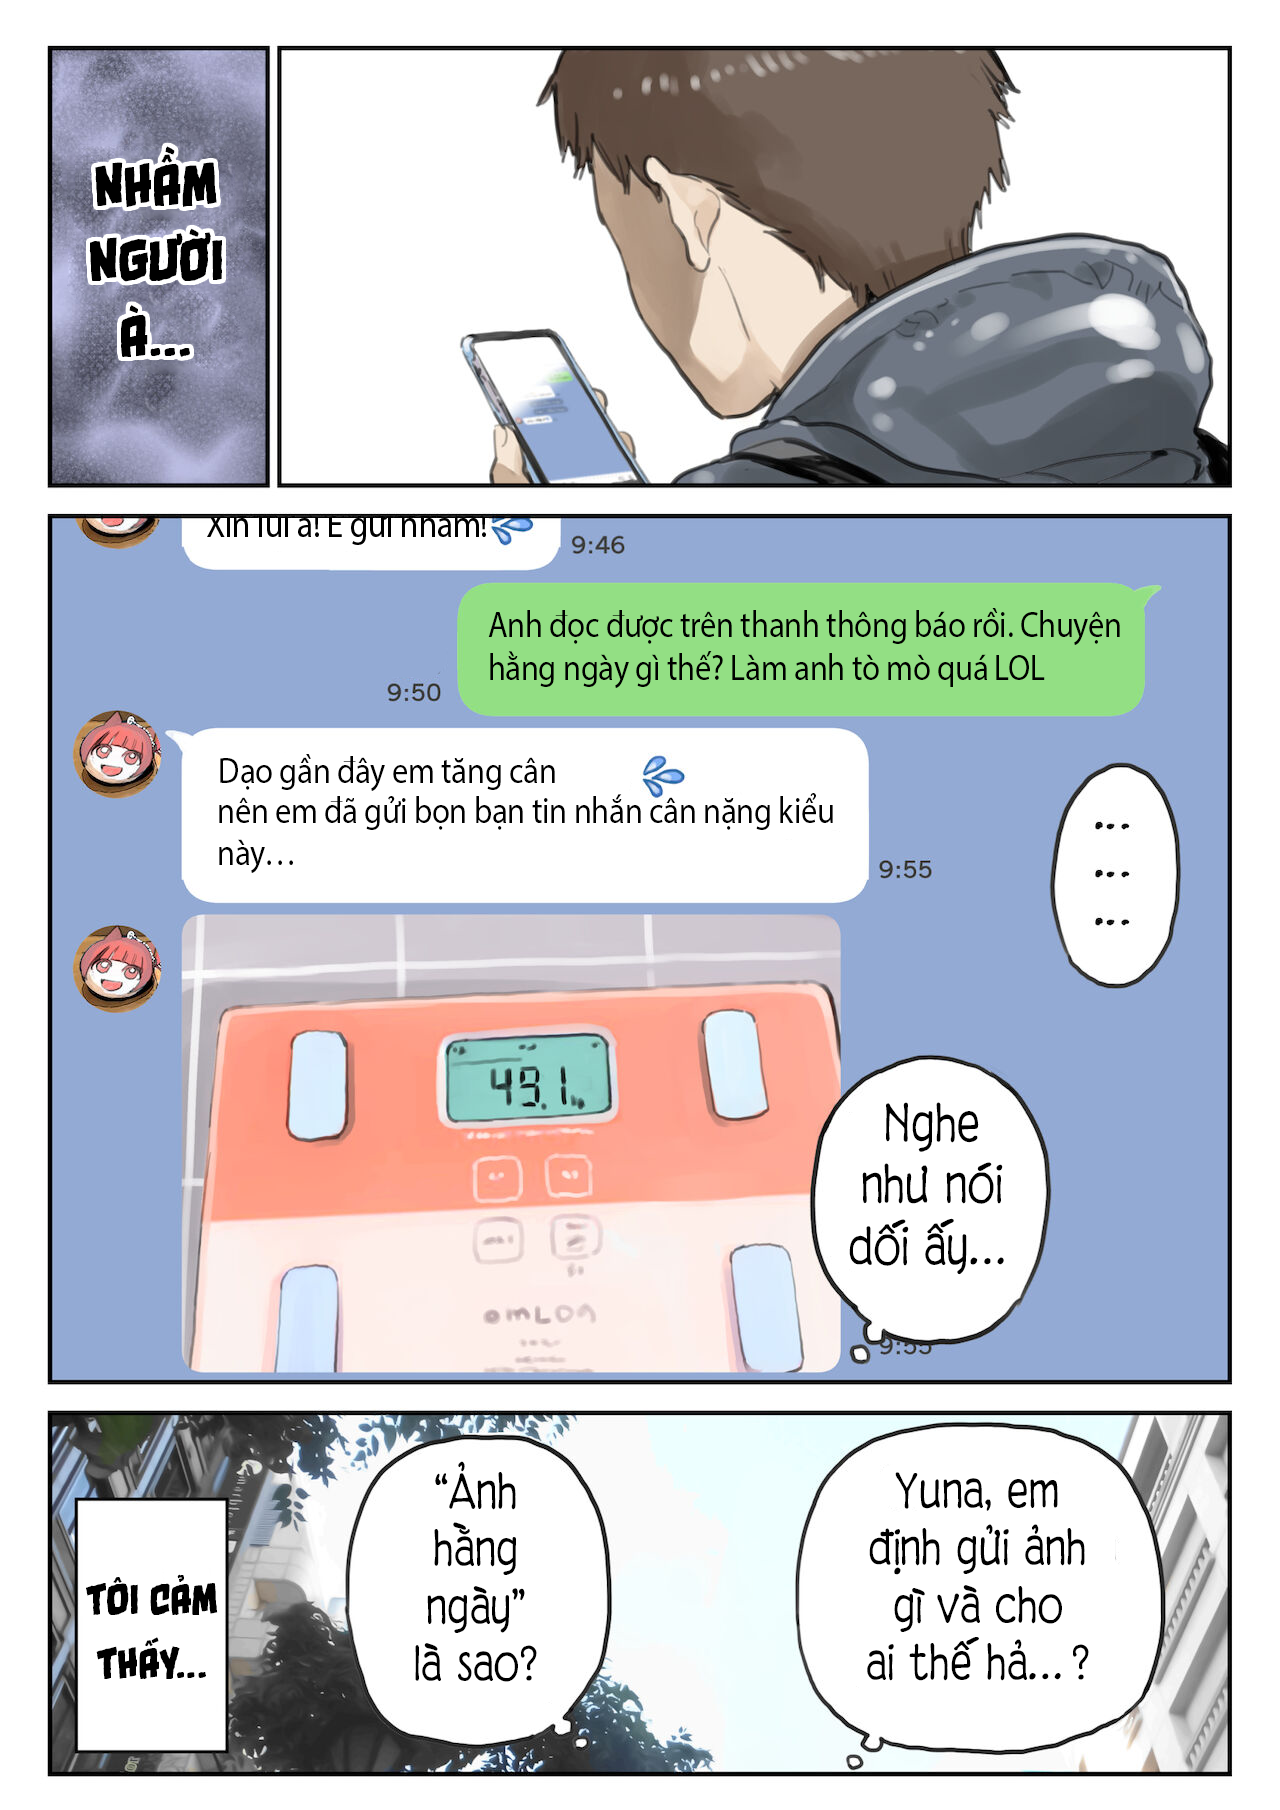 NHẦM
NGƯỜI
À...
Xin lũi ạ! E gửi nhầm!
9:46
Anh đọc được trên thanh thông báo rồi. Chuyện
hằng ngày gì thế? Làm anh tò mò quá LOL
9:50
Dạo gần đây em tăng cân
nên em đã gửi bọn bạn tin nhắn cân nặng kiểu
này...
9:55
...
...
...
49.1
omLon
Nghe
như nói
dối ấy...
9:55
Yuna, em
định gửi ảnh
gì và cho
ai thế hả...?
“Ảnh
hằng
ngày”
là sao?
TÔI CẢM
THẤY...